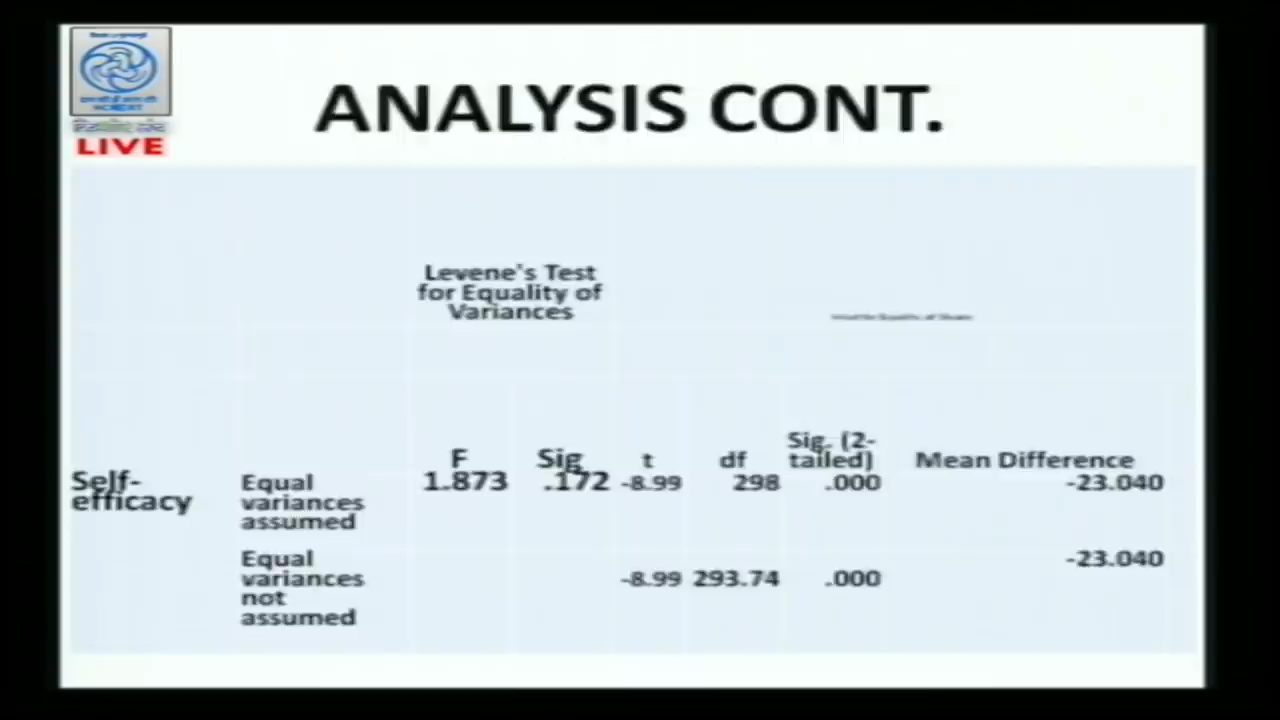 LIVE
ANALYSIS CONT.
Levene's Test
for Equality of
Variances
F Sig t df Sig. (2-
tailed) Mean Difference
Self-
efficacy Equal
variances
assumed 1.873 .172 -8.99 298 .000 -23.040
Equal
variances
not
assumed -8.99 293.74 .000 -23.040